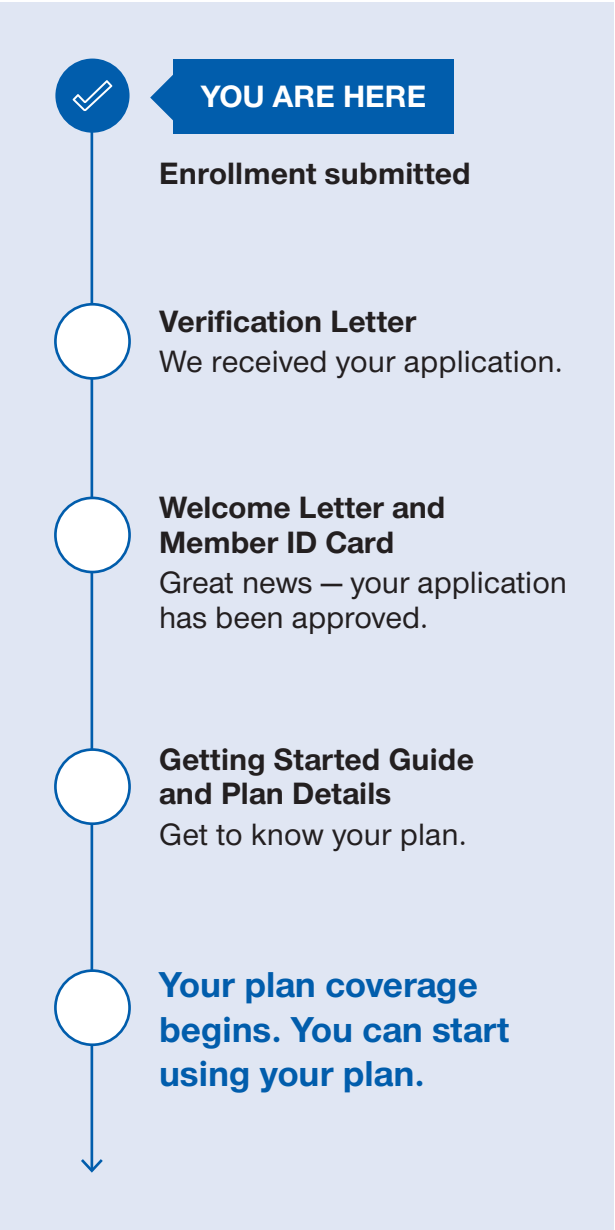 YOU ARE HERE
Enrollment submitted
Verification Letter
We received your application.
Welcome Letter and
Member ID Card
Great news — your application
has been approved.
Getting Started Guide
and Plan Details
Get to know your plan.
Your plan coverage
begins. You can start
using your plan.